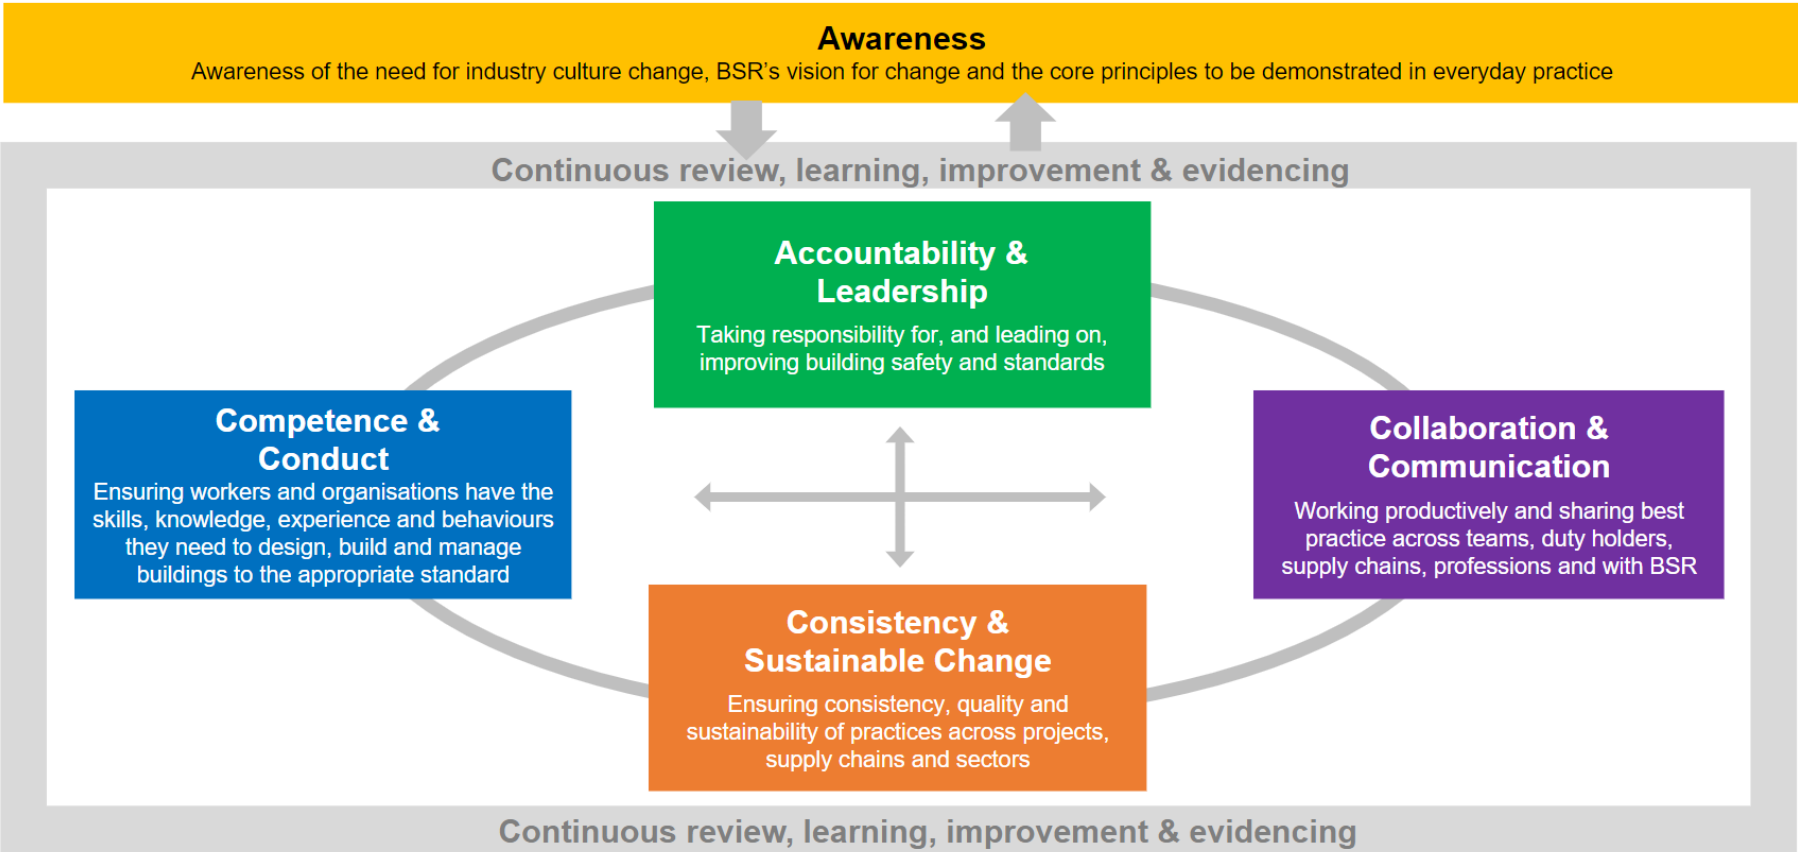 Awareness
Awareness of the need for industry culture change, BSR's vision for change and the core principles to be demonstrated in everyday practice
Continuous review, learning, improvement & evidencing
Accountability &
Leadership
Taking responsibility for, and leading on,
improving building safety and standards
Competence &
Conduct
Ensuring workers and organisations have the
skills, knowledge, experience and behaviours
they need to design, build and manage
buildings to the appropriate standard
Collaboration &
Communication
Working productively and sharing best
practice across teams, duty holders,
supply chains, professions and with BSR
Consistency &
Sustainable Change
Ensuring consistency, quality and
sustainability of practices across projects,
supply chains and sectors
Continuous review, learning, improvement & evidencing